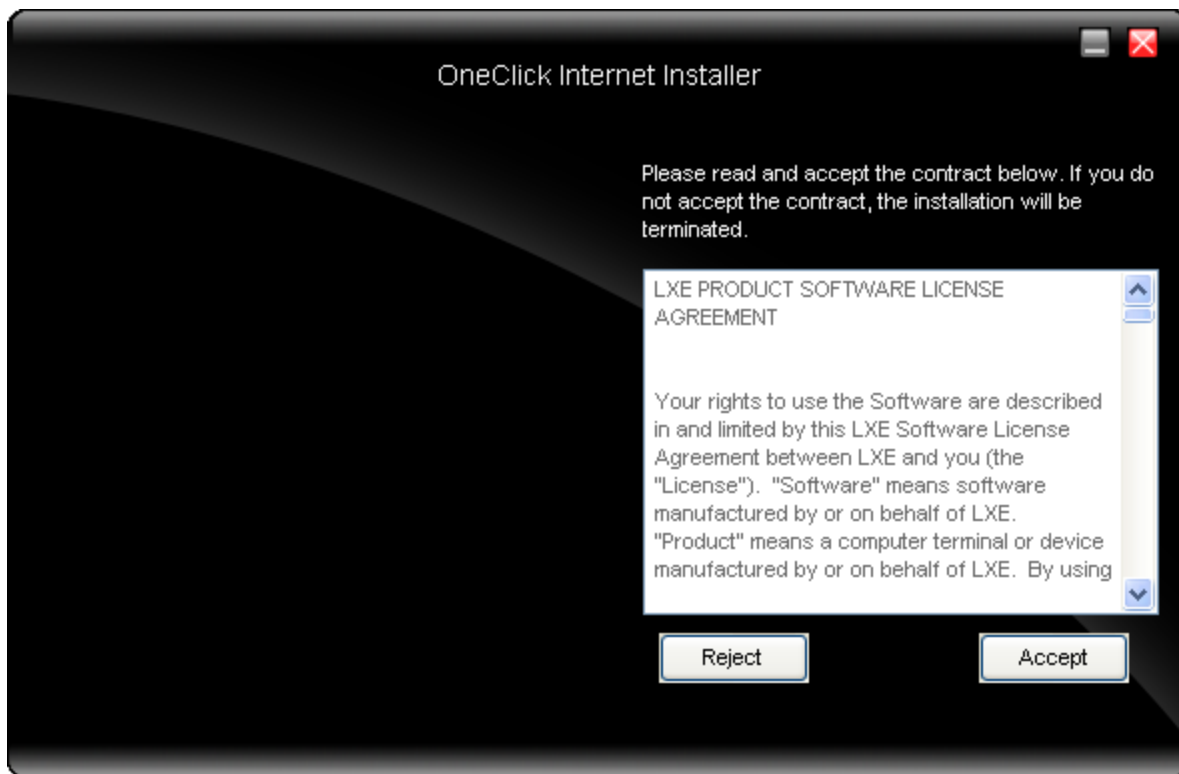 OneClick Internet Installer
Please read and accept the contract below. If you do
not accept the contract, the installation will be
terminated.
LXE PRODUCT SOFTWARE LICENSE
AGREEMENT
Your rights to use the Software are described
in and limited by this LXE Software License
Agreement between LXE and you (the
"License").  "Software" means software
manufactured by or on behalf of LXE.
"Product" means a computer terminal or device
manufactured by or on behalf of LXE.  By using
Reject
Accept